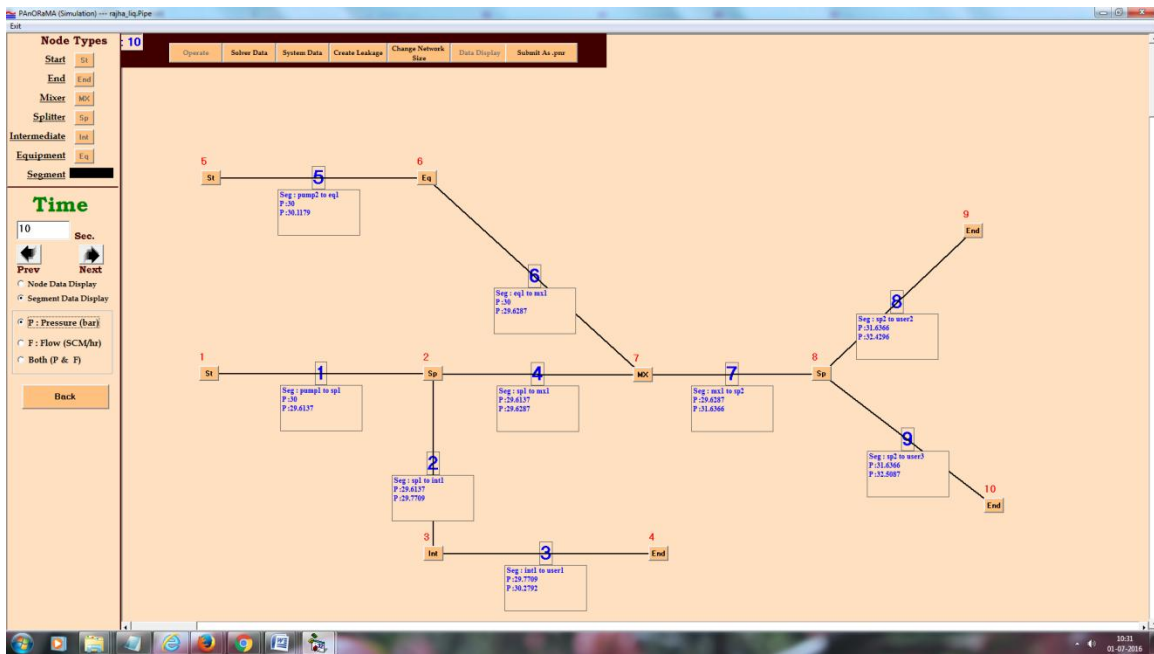 PAnORaMA (Simulation) --- rajha_liq.Pipe
Exit
Node Types
Start St
End End
Mixer MX
Splitter Sp
Intermediate Int
Equipment Eq
Segment
: 10
Operate Solver Data System Data Create Leakage Change Network Size Data Display Submit As .pnr
Time
10 Sec.
Prev Next
Node Data Display
Segment Data Display
P : Pressure (bar)
F : Flow (SCM/hr)
Both (P & F)
Back
5
St
5
Seg : pump2 to eq1
P :30
P :30.1179
6
Eq
6
Seg : eq1 to mx1
P :30
P :29.6287
1
St
1
Seg : pump1 to sp1
P :30
P :29.6137
2
Sp
4
Seg : sp1 to mx1
P :29.6137
P :29.6287
7
MX
7
Seg : mx1 to sp2
P :29.6287
P :31.6366
8
Sp
9
End
8
Seg : sp2 to user2
P :31.6366
P :32.4296
9
Seg : sp2 to user3
P :31.6366
P :32.5087
10
End
2
Seg : sp1 to int1
P :29.6137
P :29.7709
3
Int
3
Seg : int1 to user1
P :29.7709
P :30.2792
4
End
10:31
01-07-2016